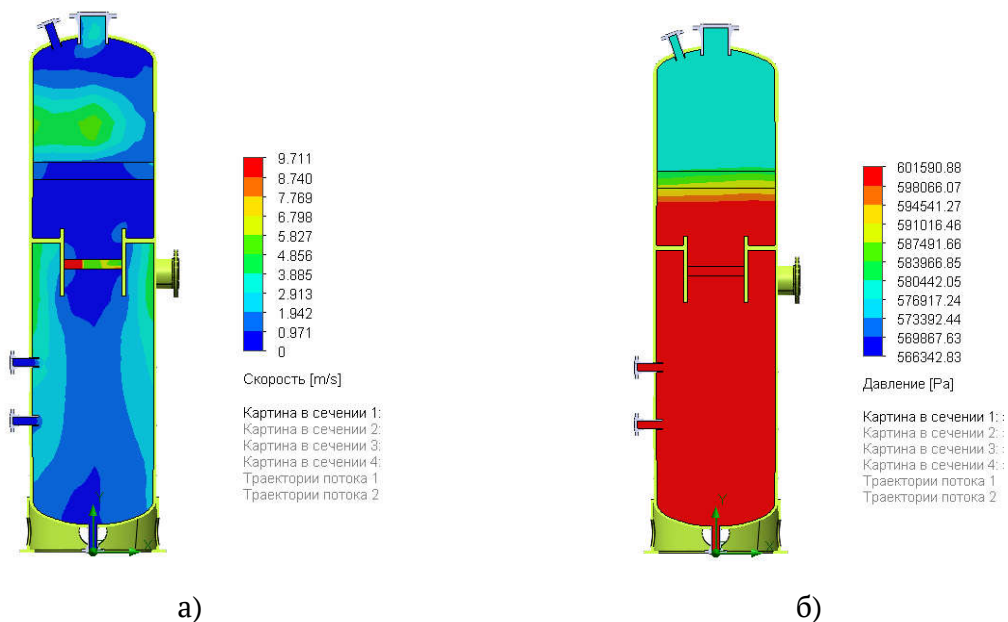 9.711
8.740
7.769
6.798
5.827
4.856
3.885
2.913
1.942
0.971
0
Скорость [m/s]
Картина в сечении 1:
Картина в сечении 2:
Картина в сечении 3:
Картина в сечении 4:
Траектории потока 1
Траектории потока 2
Y
X
а)
601590.88
598066.07
594541.27
591016.46
587491.66
583966.85
580442.05
576917.24
573392.44
569867.63
566342.83
Давление [Pa]
Картина в сечении 1: :
Картина в сечении 2: :
Картина в сечении 3: :
Картина в сечении 4: :
Траектории потока 1
Траектории потока 2
Y
X
б)